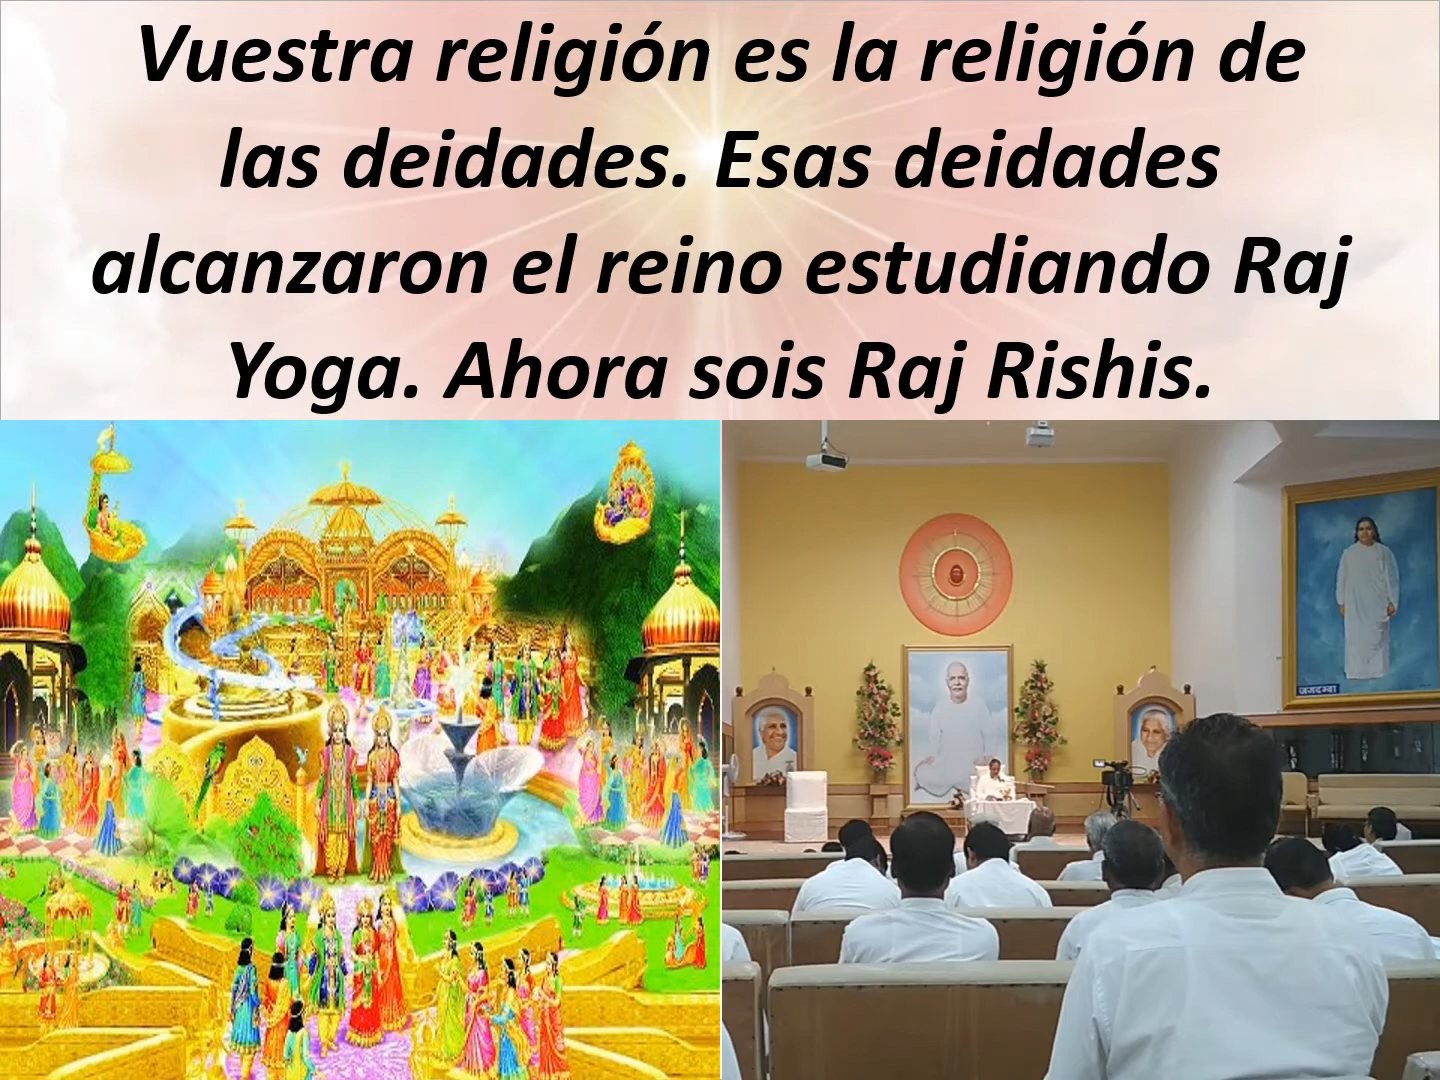 Vuestra religión es la religión de
las deidades. Esas deidades
alcanzaron el reino estudiando Raj
Yoga. Ahora sois Raj Rishis.
जगदम्बा